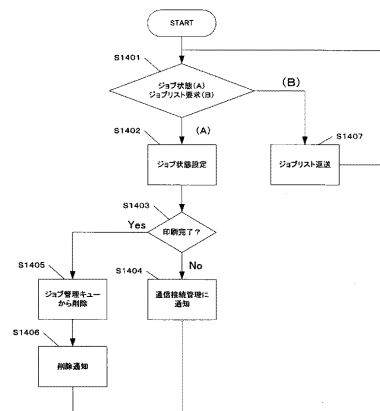 START
S1401
ジョブ状態(A)
ジョブリスト要求(B)
(B)
S1402
(A)
S1407
ジョブ状態設定
ジョブリスト返送
S1403
Yes
印刷完了?
S1405
S1404
No
ジョブ管理キュー
から削除
通信接続管理に
通知
S1406
削除通知